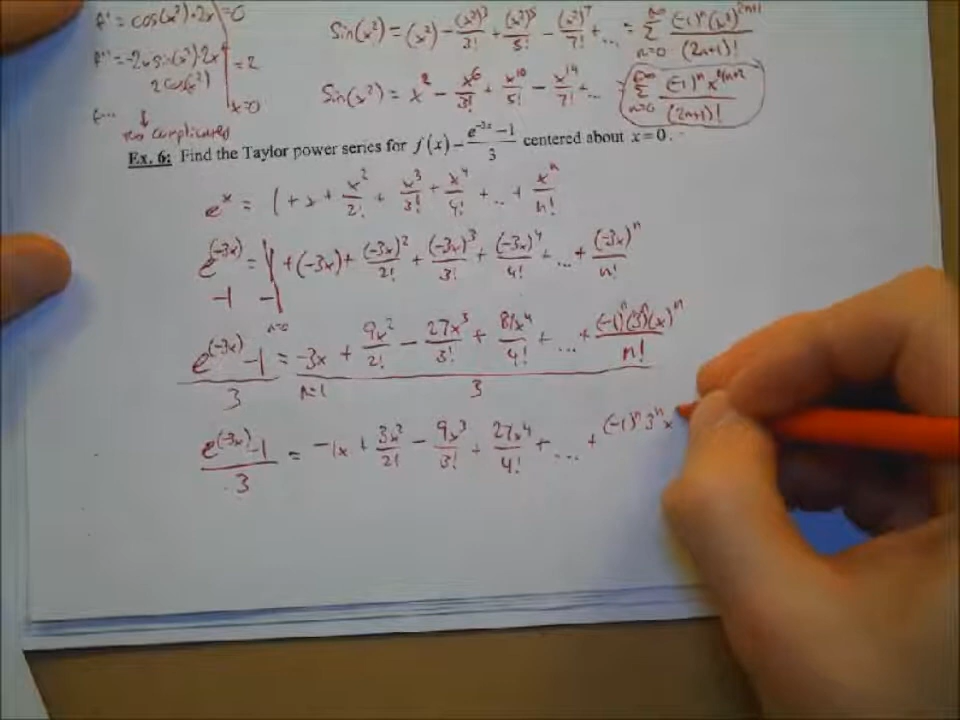 f' = cos(x²)·2x = 0
Sin(x²) = (x²) - (x²)³/3! + (x²)⁵/5! - (x²)⁷/7! + ... = ∑ₙ₌₀^∞ (-1)ⁿ(x²)²ⁿ⁺¹/(2n+1)!
f'' = -2x sin(x²)·2x = 2
2cos(x²)
x=0
Sin(x²) = x² - x⁶/3! + x¹⁰/5! - x¹⁴/7! + ... = ∑ₙ₌₀^∞ (-1)ⁿx⁴ⁿ⁺²/(2n+1)!
too complicated
Ex. 6: Find the Taylor power series for f(x) = (e⁻³ˣ - 1)/3 centered about x = 0.
eˣ = 1 + x + x²/2! + x³/3! + x⁴/4! + ... + xⁿ/n!
e^(-3x) = 1 + (-3x) + (-3x)²/2! + (-3x)³/3! + (-3x)⁴/4! + ... + (-3x)ⁿ/n!
-1 -1
n=0
(e^(-3x) - 1)/3 = (-3x + 9x²/2! - 27x³/3! + 81x⁴/4! + ... + (-1)ⁿ(3)ⁿ(x)ⁿ/n!)/3
n=1
(e^(-3x) - 1)/3 = -1x + 3x²/2! - 9x³/3! + 27x⁴/4! + ... + (-1)ⁿ3ⁿx